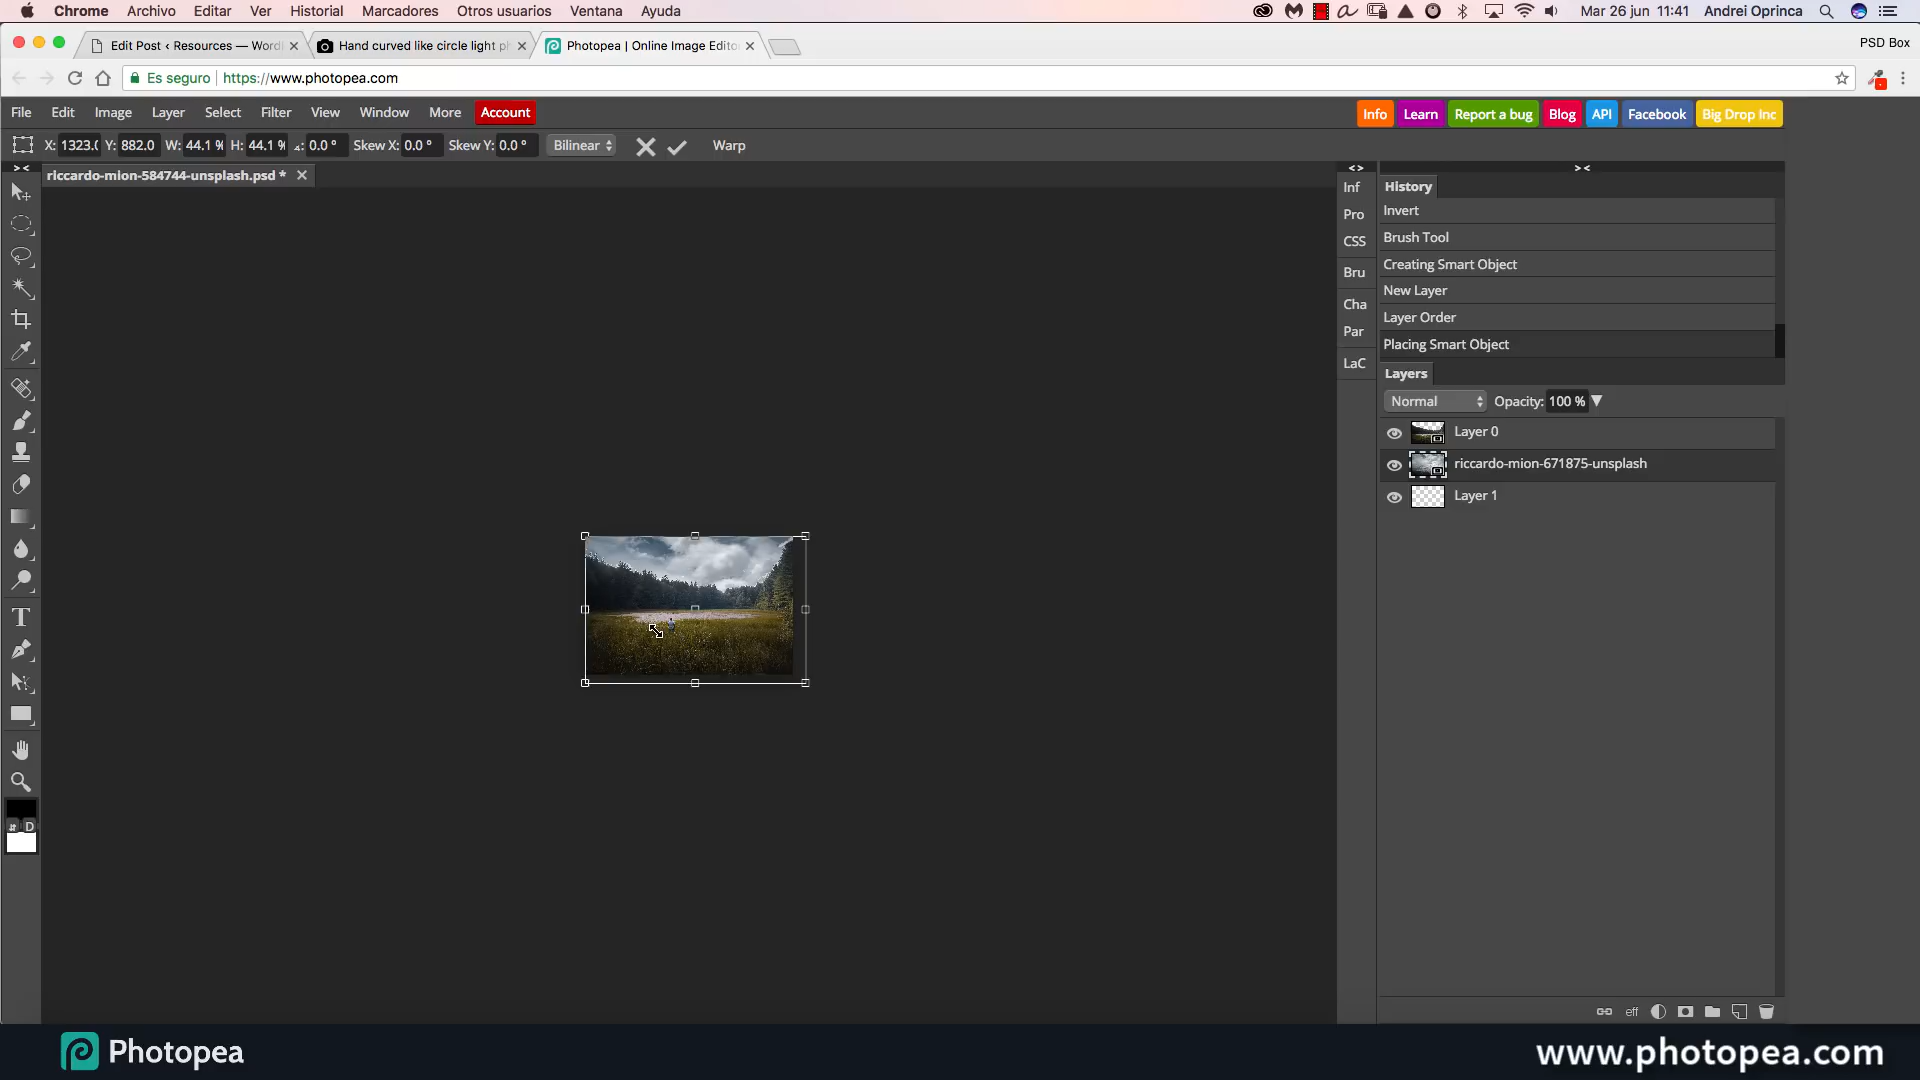 Chrome Archivo Editar Ver Historial Marcadores Otros usuarios Ventana Ayuda Mar 26 jun 11:41 Andrei Oprinca
Edit Post ‹ Resources — Word Hand curved like circle light ph Photopea | Online Image Edito PSD Box
Es seguro https://www.photopea.com
File Edit Image Layer Select Filter View Window More Account Info Learn Report a bug Blog API Facebook Big Drop Inc
X: 1323.0 Y: 882.0 W: 44.1 % H: 44.1 % 0.0 ° Skew X: 0.0 ° Skew Y: 0.0 ° Bilinear Warp
> < < > > <
riccardo-mion-584744-unsplash.psd *
Inf
Pro
CSS
Bru
Cha
Par
LaC
History
Invert
Brush Tool
Creating Smart Object
New Layer
Layer Order
Placing Smart Object
Layers
Normal Opacity: 100 %
Layer 0
riccardo-mion-671875-unsplash
Layer 1
T
D
eff
Photopea www.photopea.com